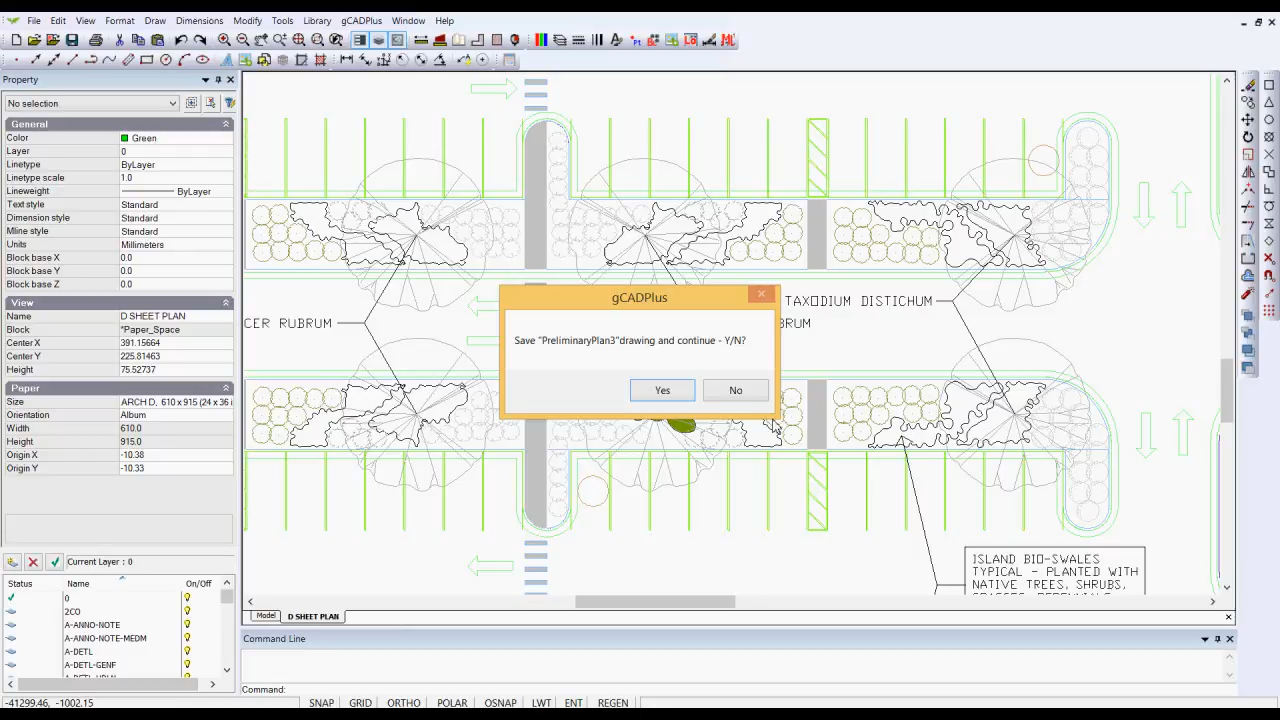 File Edit View Format Draw Dimensions Modify Tools Library gCADPlus Window Help
Pt Lo ML
Property
No selection
General
Color Green
Layer 0
Linetype ByLayer
Linetype scale 1.0
Lineweight ByLayer
Text style Standard
Dimension style Standard
Mline style Standard
Units Millimeters
Block base X 0.0
Block base Y 0.0
Block base Z 0.0
View
Name D SHEET PLAN
Block *Paper_Space
Center X 391.15664
Center Y 225.81463
Height 75.52737
Paper
Size ARCH D, 610 x 915 (24 x 36 i
Orientation Album
Width 610.0
Height 915.0
Origin X -10.38
Origin Y -10.33
Current Layer : 0
Status Name On/Off
0
2CO
A-ANNO-NOTE
A-ANNO-NOTE-MEDM
A-DETL
A-DETL-GENF
CER RUBRUM
TAXODIUM DISTICHUM
BRUM
gCADPlus
Save "PreliminaryPlan3"drawing and continue - Y/N?
Yes No
ISLAND BIO-SWALES
TYPICAL - PLANTED WITH
NATIVE TREES, SHRUBS,
Model D SHEET PLAN
Command Line
Command:
-41299.46, -1002.15 SNAP GRID ORTHO POLAR OSNAP LWT ENT REGEN